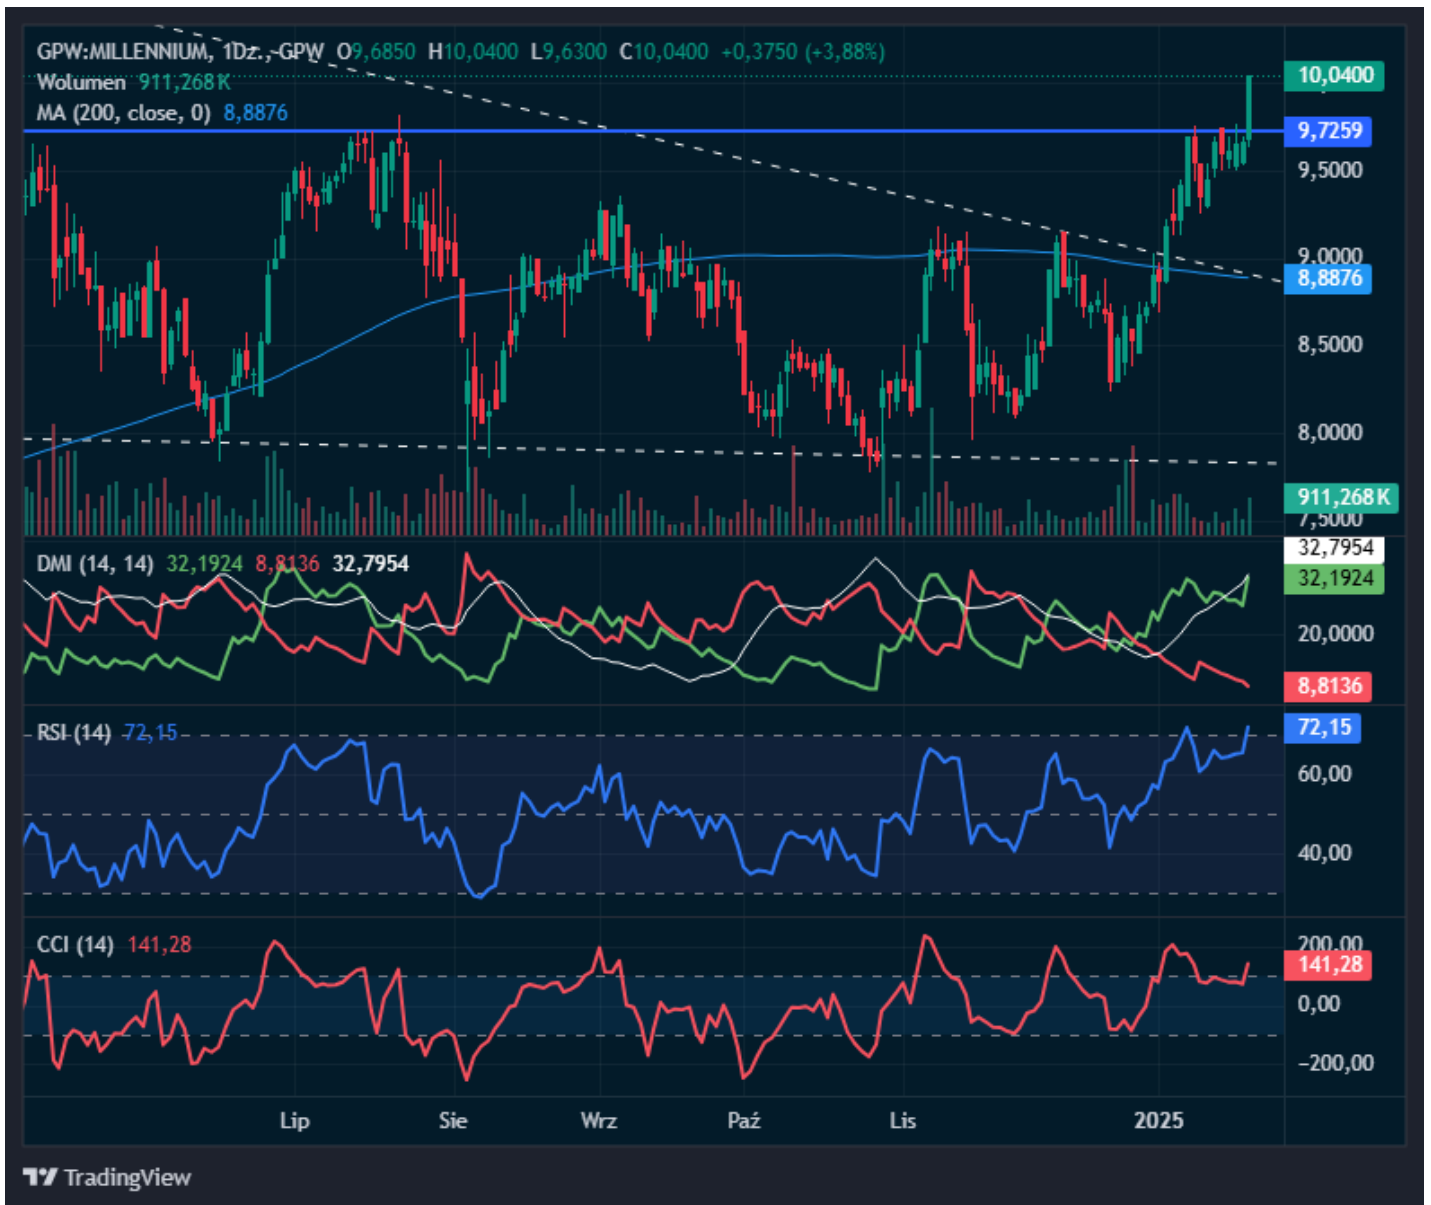 GPW:MILLENNIUM, 1Dz., GPW O9,6850 H10,0400 L9,6300 C10,0400 +0,3750 (+3,88%)
Wolumen 911,268K
MA (200, close, 0) 8,8876
10,0400
9,7259
9,5000
9,0000
8,8876
8,5000
8,0000
911,268K
7,5000
DMI (14, 14) 32,1924 8,8136 32,7954
32,7954
32,1924
20,0000
8,8136
RSI (14) 72,15
72,15
60,00
40,00
CCI (14) 141,28
200,00
141,28
0,00
−200,00
Lip Sie Wrz Paź Lis 2025
TradingView